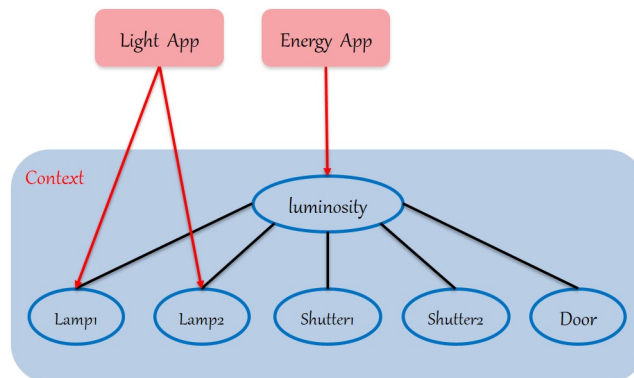 Light App
Energy App
Context
luminosity
Lamp1
Lamp2
Shutter1
Shutter2
Door